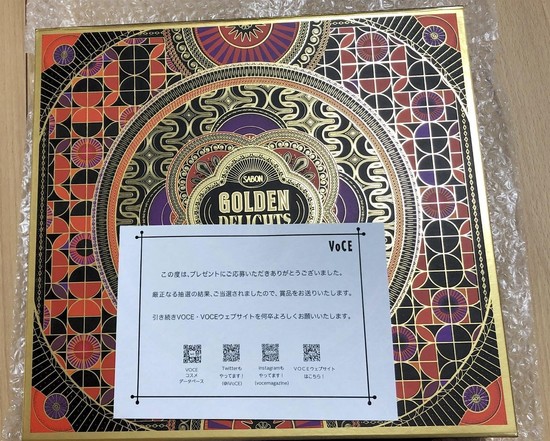 SABON
GOLDEN
DELIGHTS
VOCE
この度は、プレゼントにご応募いただきありがとうございました。
厳正なる抽選の結果、ご当選されましたので、賞品をお送りいたします。
引き続きVOCE・VOCEウェブサイトを何卒よろしくお願いいたします。
VOCE
コスメ
データベース
Twitterも
やってます!
(@iVoCE)
Instagramも
やってます!
(vocemagazine)
VOCEウェブサイト
はこちら!